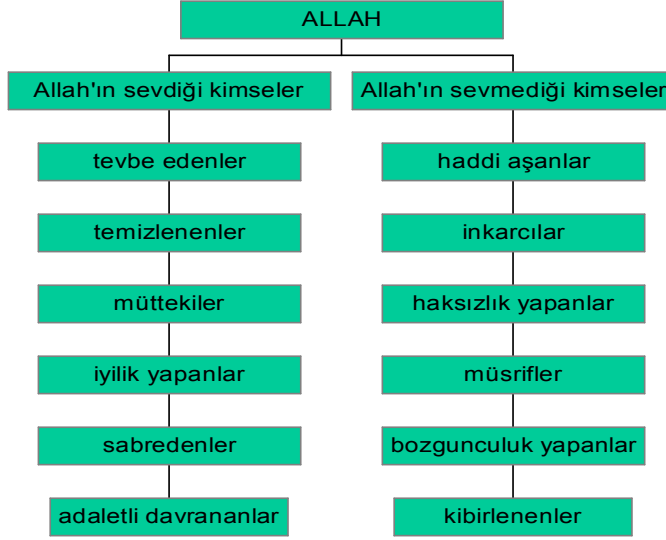 ALLAH
Allah'ın sevdiği kimseler
Allah'ın sevmediği kimseler
tevbe edenler
haddi aşanlar
temizlenenler
inkarcılar
müttekiler
haksızlık yapanlar
iyilik yapanlar
müsrifler
sabredenler
bozgunculuk yapanlar
adaletli davrananlar
kibirlenenler